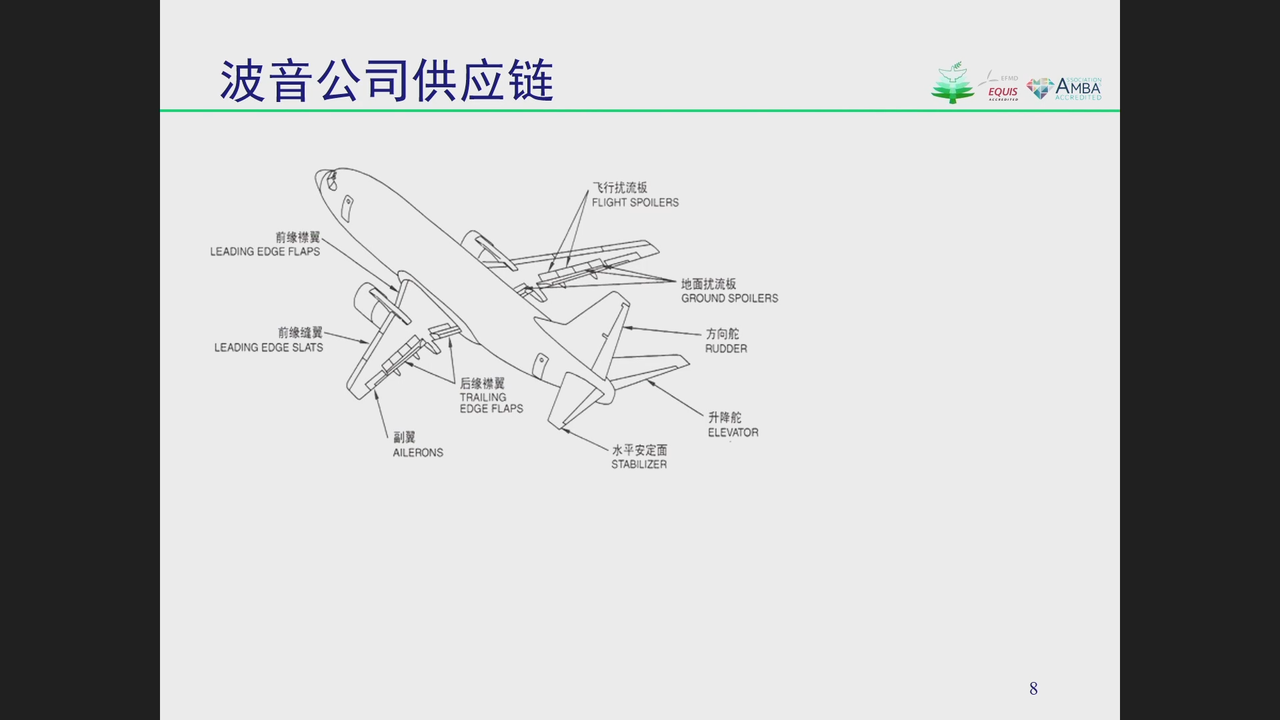 波音公司供应链
EFMD
EQUIS
ACCREDITED
ASSOCIATION
AMBA
ACCREDITED
飞行扰流板
FLIGHT SPOILERS
前缘襟翼
LEADING EDGE FLAPS
地面扰流板
GROUND SPOILERS
前缘缝翼
LEADING EDGE SLATS
方向舵
RUDDER
后缘襟翼
TRAILING
EDGE FLAPS
升降舵
ELEVATOR
副翼
AILERONS
水平安定面
STABILIZER
8